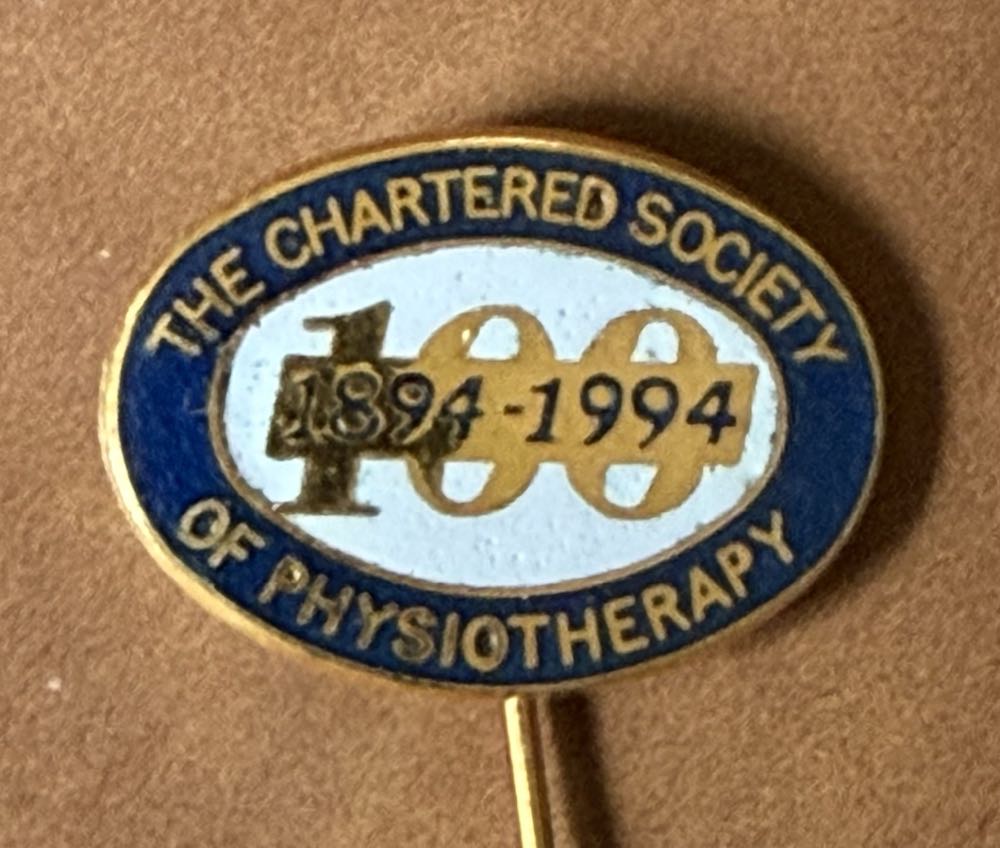 THE CHARTERED SOCIETY
100
1894-1994
OF PHYSIOTHERAPY